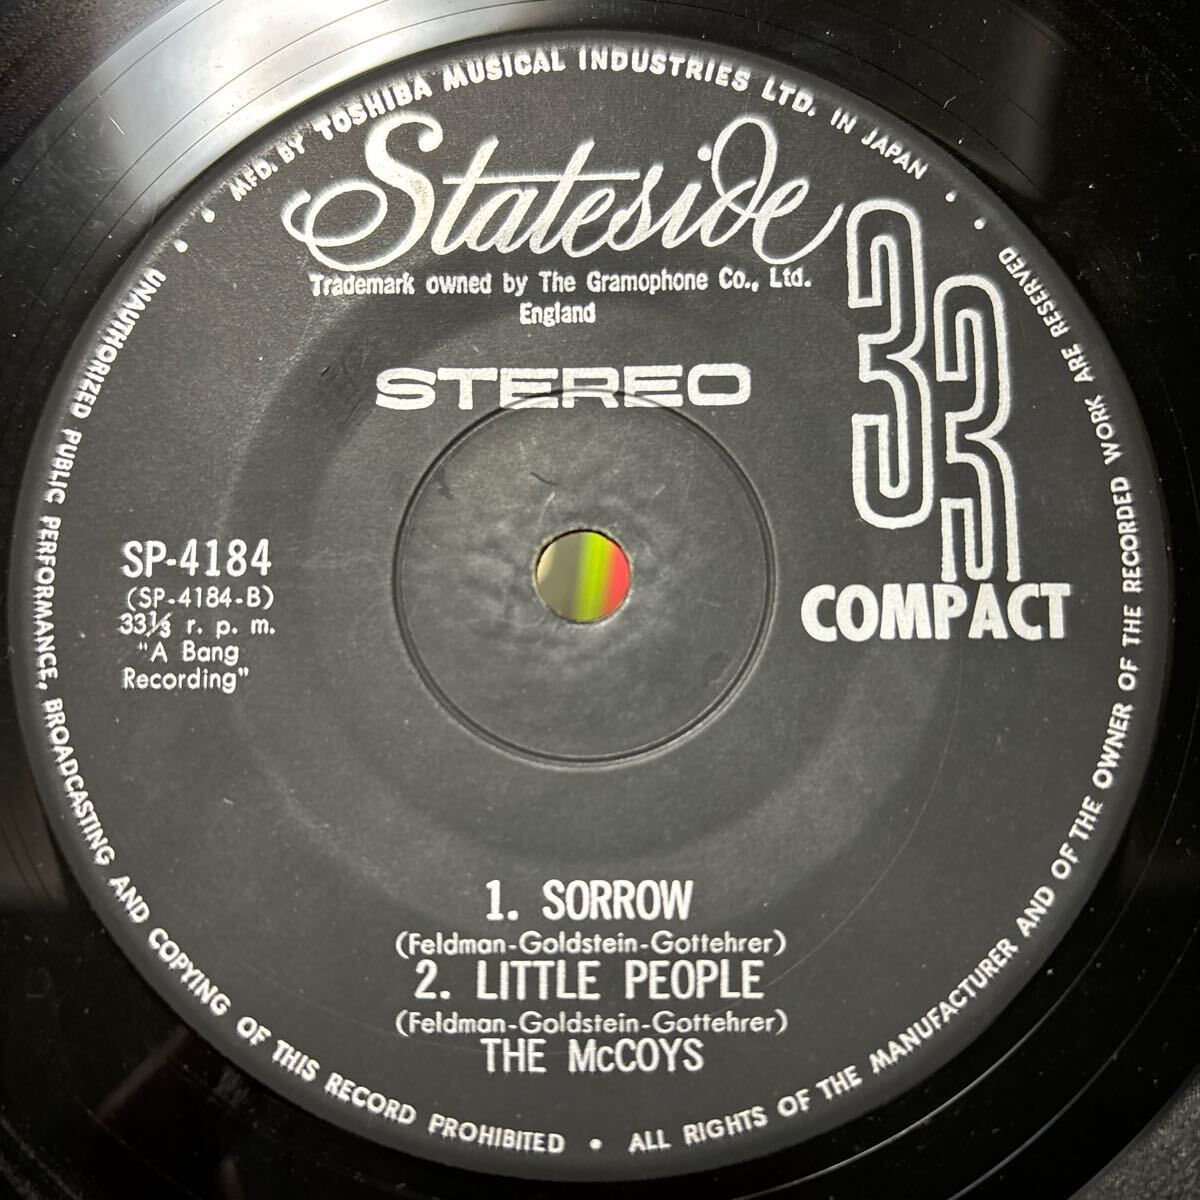 MFD. BY TOSHIBA MUSICAL INDUSTRIES LTD. IN JAPAN
Stateside
Trademark owned by The Gramophone Co., Ltd.
England
STEREO
33
COMPACT
SP-4184
(SP-4184-B)
33⅓ r. p. m.
"A Bang
Recording"
1. SORROW
(Feldman-Goldstein-Gottehrer)
2. LITTLE PEOPLE
(Feldman-Goldstein-Gottehrer)
THE McCOYS
UNAUTHORIZED PUBLIC PERFORMANCE, BROADCASTING AND COPYING OF THIS RECORD PROHIBITED • ALL RIGHTS OF THE MANUFACTURER AND OF THE OWNER OF THE RECORDED WORK ARE RESERVED